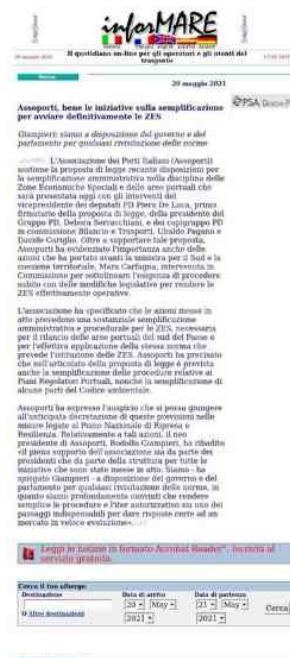 inforMARE
Il quotidiano on-line per gli operatori e gli utenti del
trasporto
20 maggio 2021
Assoporti, bene le iniziative sulla semplificazione
per avviare definitivamente le ZES
Giampieri: siamo a disposizione del governo e del
parlamento per qualsiasi rivisitazione delle norme
L'Associazione dei Porti Italiani (Assoporti)
sostiene la proposta di legge recante disposizioni per
la semplificazione amministrativa nella disciplina delle
Zone Economiche Speciali e delle aree portuali che
sarà presentata oggi con gli interventi del
vicepresidente dei deputati PD Piero De Luca, primo
firmatario della proposta di legge, della presidente del
Gruppo PD, Debora Serracchiani, e dei capigruppo PD
in commissione Bilancio e Trasporti, Ubaldo Pagano e
Davide Gariglio. Oltre a supportare tale proposta,
Assoporti ha evidenziato l'importanza anche delle
azioni che ha portato avanti la ministra per il Sud e la
coesione territoriale, Mara Carfagna, intervenuta in
Commissione per sottolineare l'esigenza di procedere
subito con delle modifiche legislative per rendere le
ZES effettivamente operative.
L'associazione ha specificato che le azioni messe in
atto prevedono una sostanziale semplificazione
amministrativa e procedurale per le ZES, necessaria
per il rilancio delle aree portuali del sud del Paese e
per l'effettiva applicazione della stessa norma che
prevede l'istituzione delle ZES. Assoporti ha precisato
che nell'articolato della proposta di legge è prevista
anche la semplificazione delle procedure relative ai
Piani Regolatori Portuali, nonché la semplificazione di
alcune parti del Codice ambientale.
Assoporti ha espresso l'auspicio che si possa giungere
all'anticipata decretazione di queste previsioni nelle
misure legate al Piano Nazionale di Ripresa e
Resilienza. Relativamente a tali azioni, il neo
presidente di Assoporti, Rodolfo Giampieri, ha ribadito
«il pieno supporto dell'associazione sia da parte dei
presidenti che da parte della struttura per tutte le
iniziative che sono state messe in atto. Siamo - ha
spiegato Giampieri - a disposizione del governo e del
parlamento per qualsiasi rivisitazione delle norme, in
quanto siamo profondamente convinti che rendere
semplice le procedure e l'iter autorizzativo sia uno dei
passaggi indispensabili per dare risposte certe ad un
mercato in veloce evoluzione».
Leggi le notizie in formato Acrobat Reader®. Iscriviti al
servizio gratuito.
Cerca il tuo albergo
Destinazione Data di arrivo Data di partenza
20 May 21 May Cerca
Altre destinazioni 2021 2021